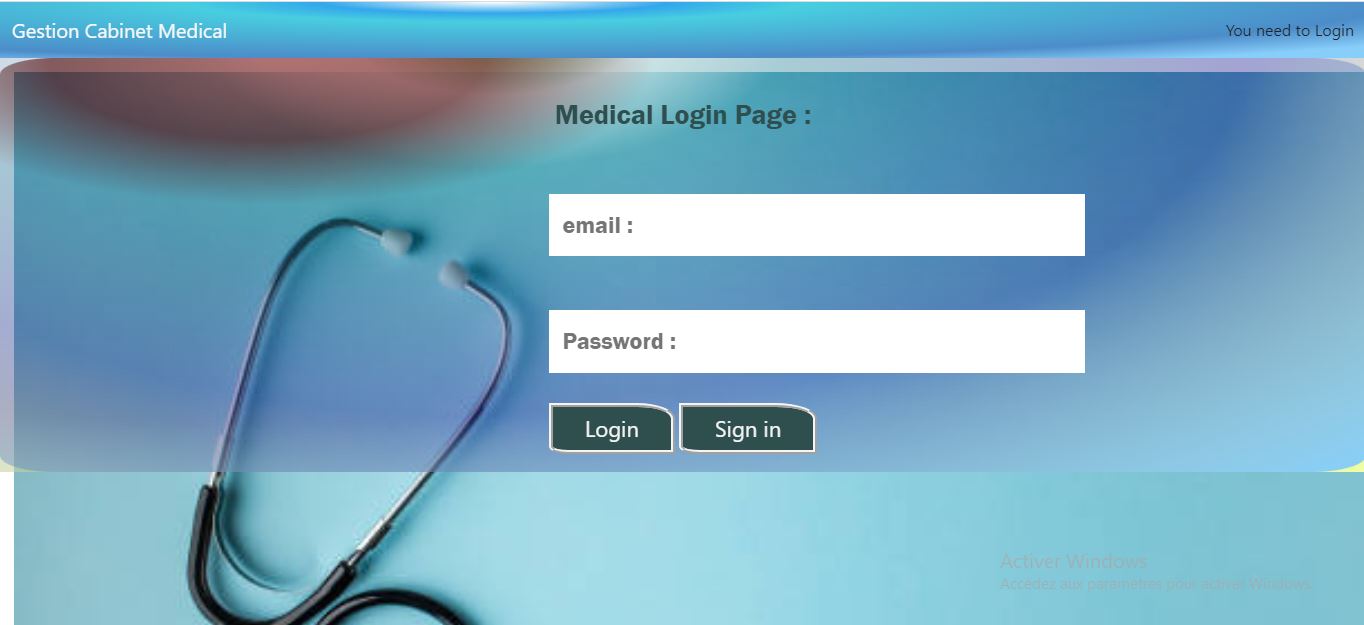 Gestion Cabinet Medical
You need to Login
Medical Login Page :
email :
Password :
Login
Sign in
Activer Windows
Accédez aux paramètres pour activer Windows.